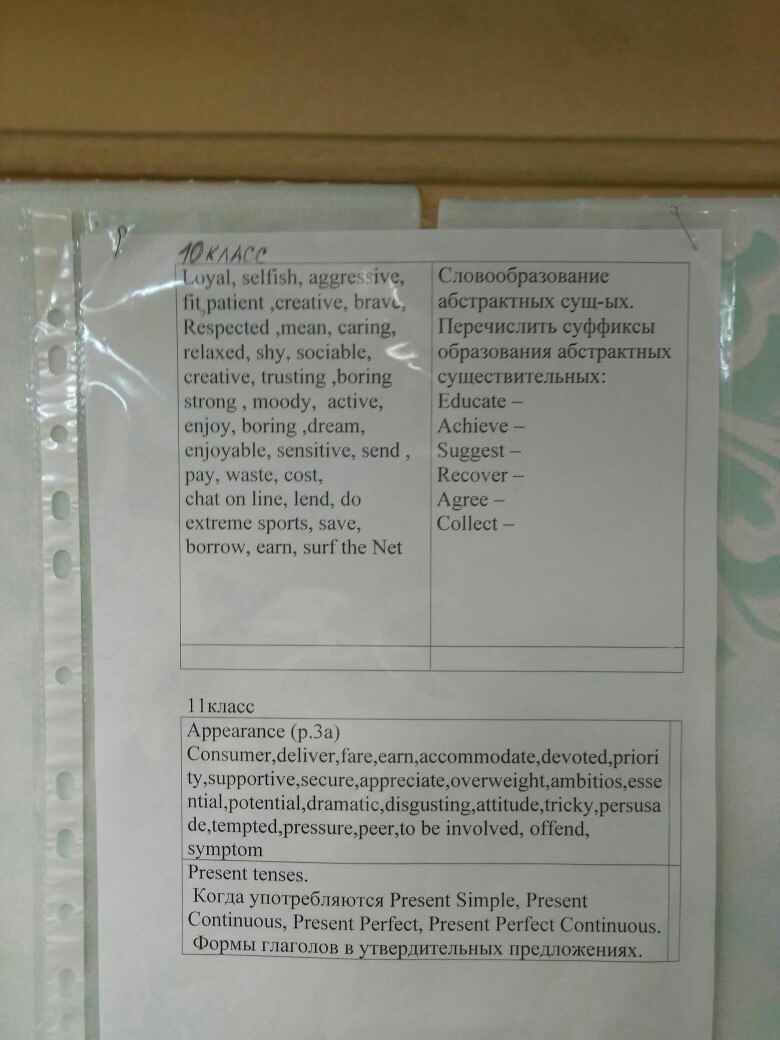 10 КЛАСС
Loyal, selfish, aggressive,
fit,patient ,creative, brave,
Respected ,mean, caring,
relaxed, shy, sociable,
creative, trusting ,boring
strong , moody, active,
enjoy, boring ,dream,
enjoyable, sensitive, send ,
pay, waste, cost,
chat on line, lend, do
extreme sports, save,
borrow, earn, surf the Net
Словообразование
абстрактных сущ-ых.
Перечислить суффиксы
образования абстрактных
существительных:
Educate –
Achieve –
Suggest –
Recover –
Agree –
Collect –
11класс
Appearance (p.3a)
Consumer,deliver,fare,earn,accommodate,devoted,priori
ty,supportive,secure,appreciate,overweight,ambitios,esse
ntial,potential,dramatic,disgusting,attitude,tricky,persusa
de,tempted,pressure,peer,to be involved, offend,
symptom
Present tenses.
Когда употребляются Present Simple, Present
Continuous, Present Perfect, Present Perfect Continuous.
Формы глаголов в утвердительных предложениях.